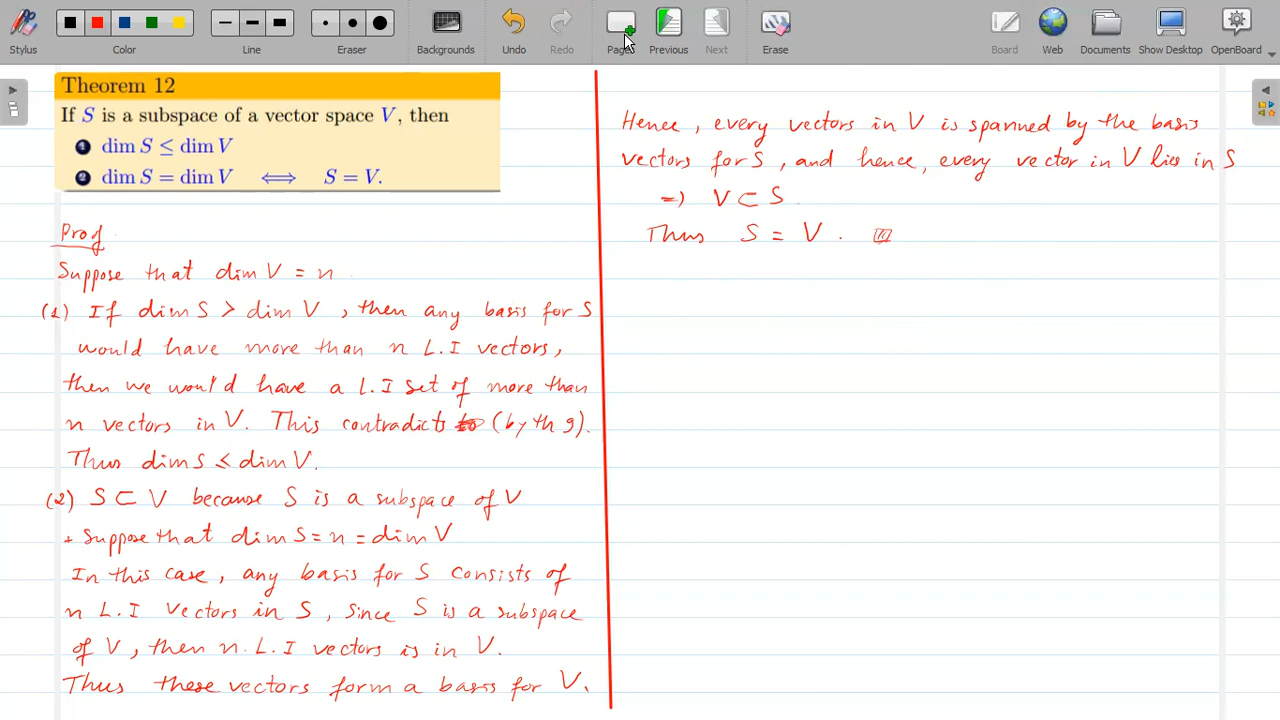 Stylus
Color
Line
Eraser
Backgrounds
Undo
Redo
Pages
Previous
Next
Erase
Board
Web
Documents
Show Desktop
OpenBoard
Theorem 12
If S is a subspace of a vector space V, then
1 dim S ≤ dim V
2 dim S = dim V ⟺ S = V.
Prof
Suppose that dim V = n
(1) If dim S > dim V, then any basis for S
would have more than n L.I vectors,
then we would have a L.I set of more than
n vectors in V. This contradicts (by th 9).
Thus dim S ≤ dim V.
(2) S ⊂ V because S is a subspace of V
+ Suppose that dim S = n = dim V
In this case, any basis for S consists of
n L.I vectors in S, since S is a subspace
of V, then n L.I vectors is in V.
Thus these vectors form a basis for V.
Hence, every vectors in V is spanned by the basis
vectors for S, and hence, every vector in V lies in S
=) V ⊂ S.
Thus S = V.